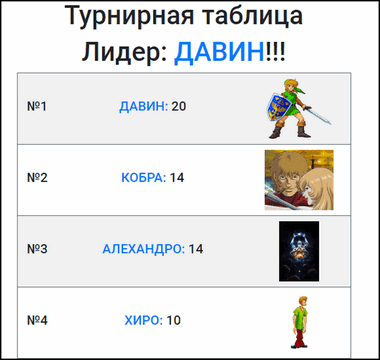 Турнирная таблица
Лидер: ДАВИН!!!
№1 ДАВИН: 20
№2 КОБРА: 14
№3 АЛЕХАНДРО: 14
№4 ХИРО: 10